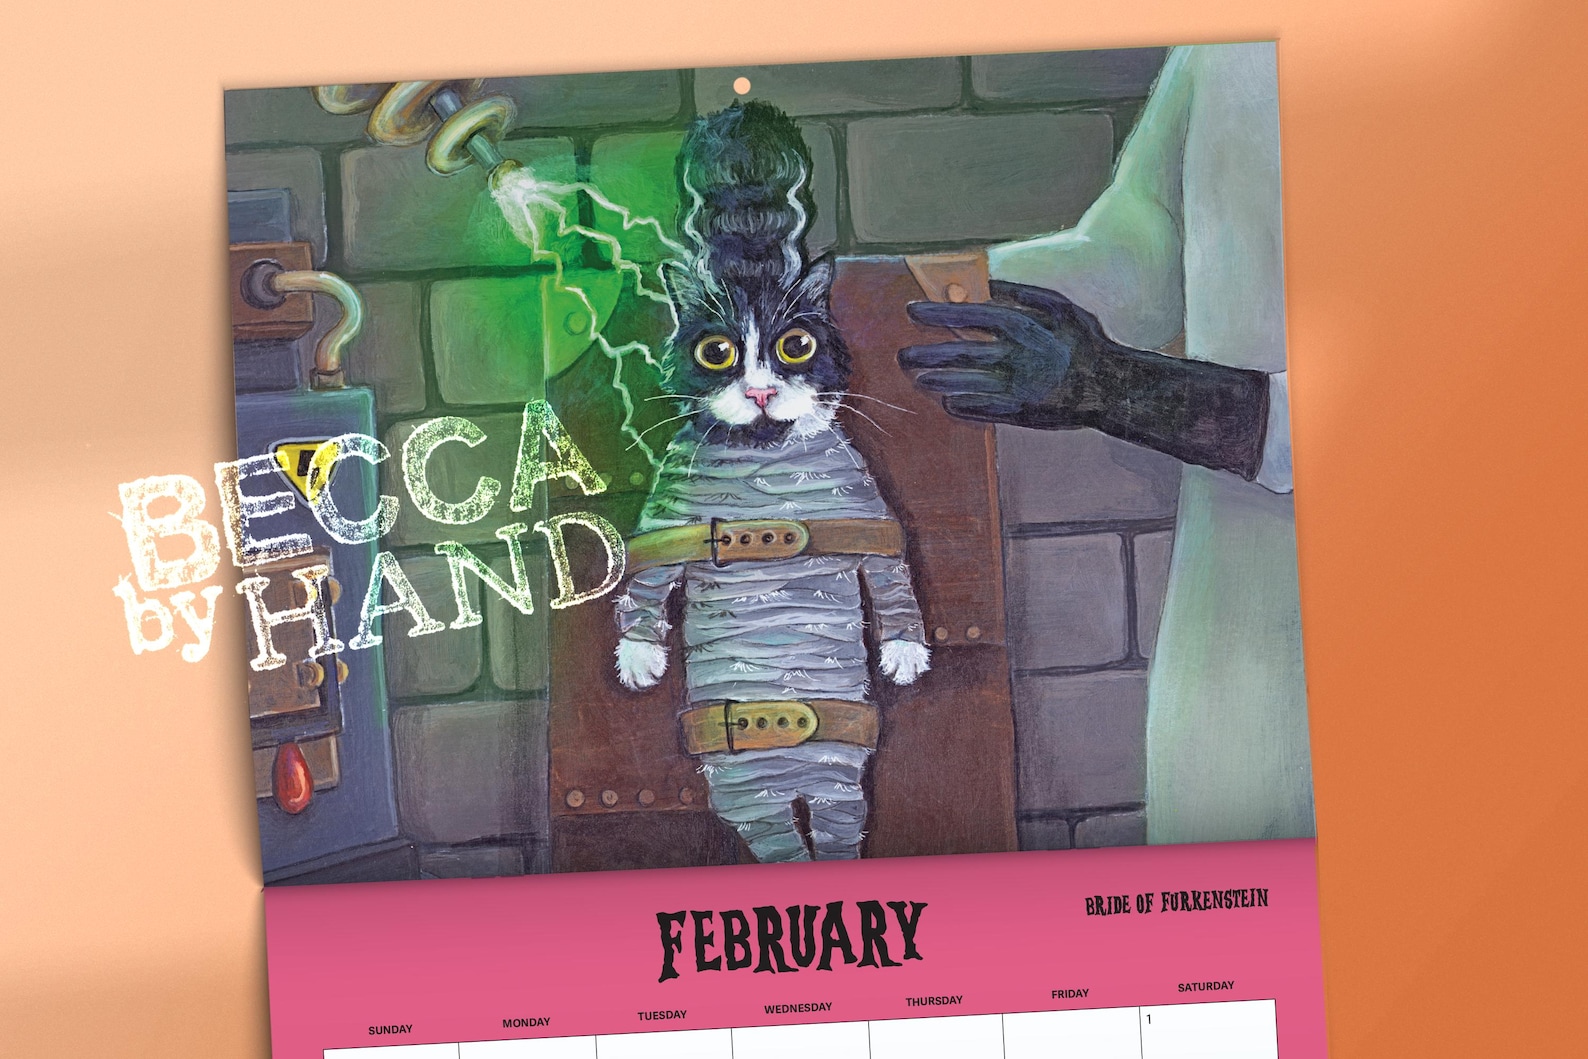 BECCA
by HAND
FEBRUARY
BRIDE OF FURKENSTEIN
SUNDAY MONDAY TUESDAY WEDNESDAY THURSDAY FRIDAY SATURDAY
1